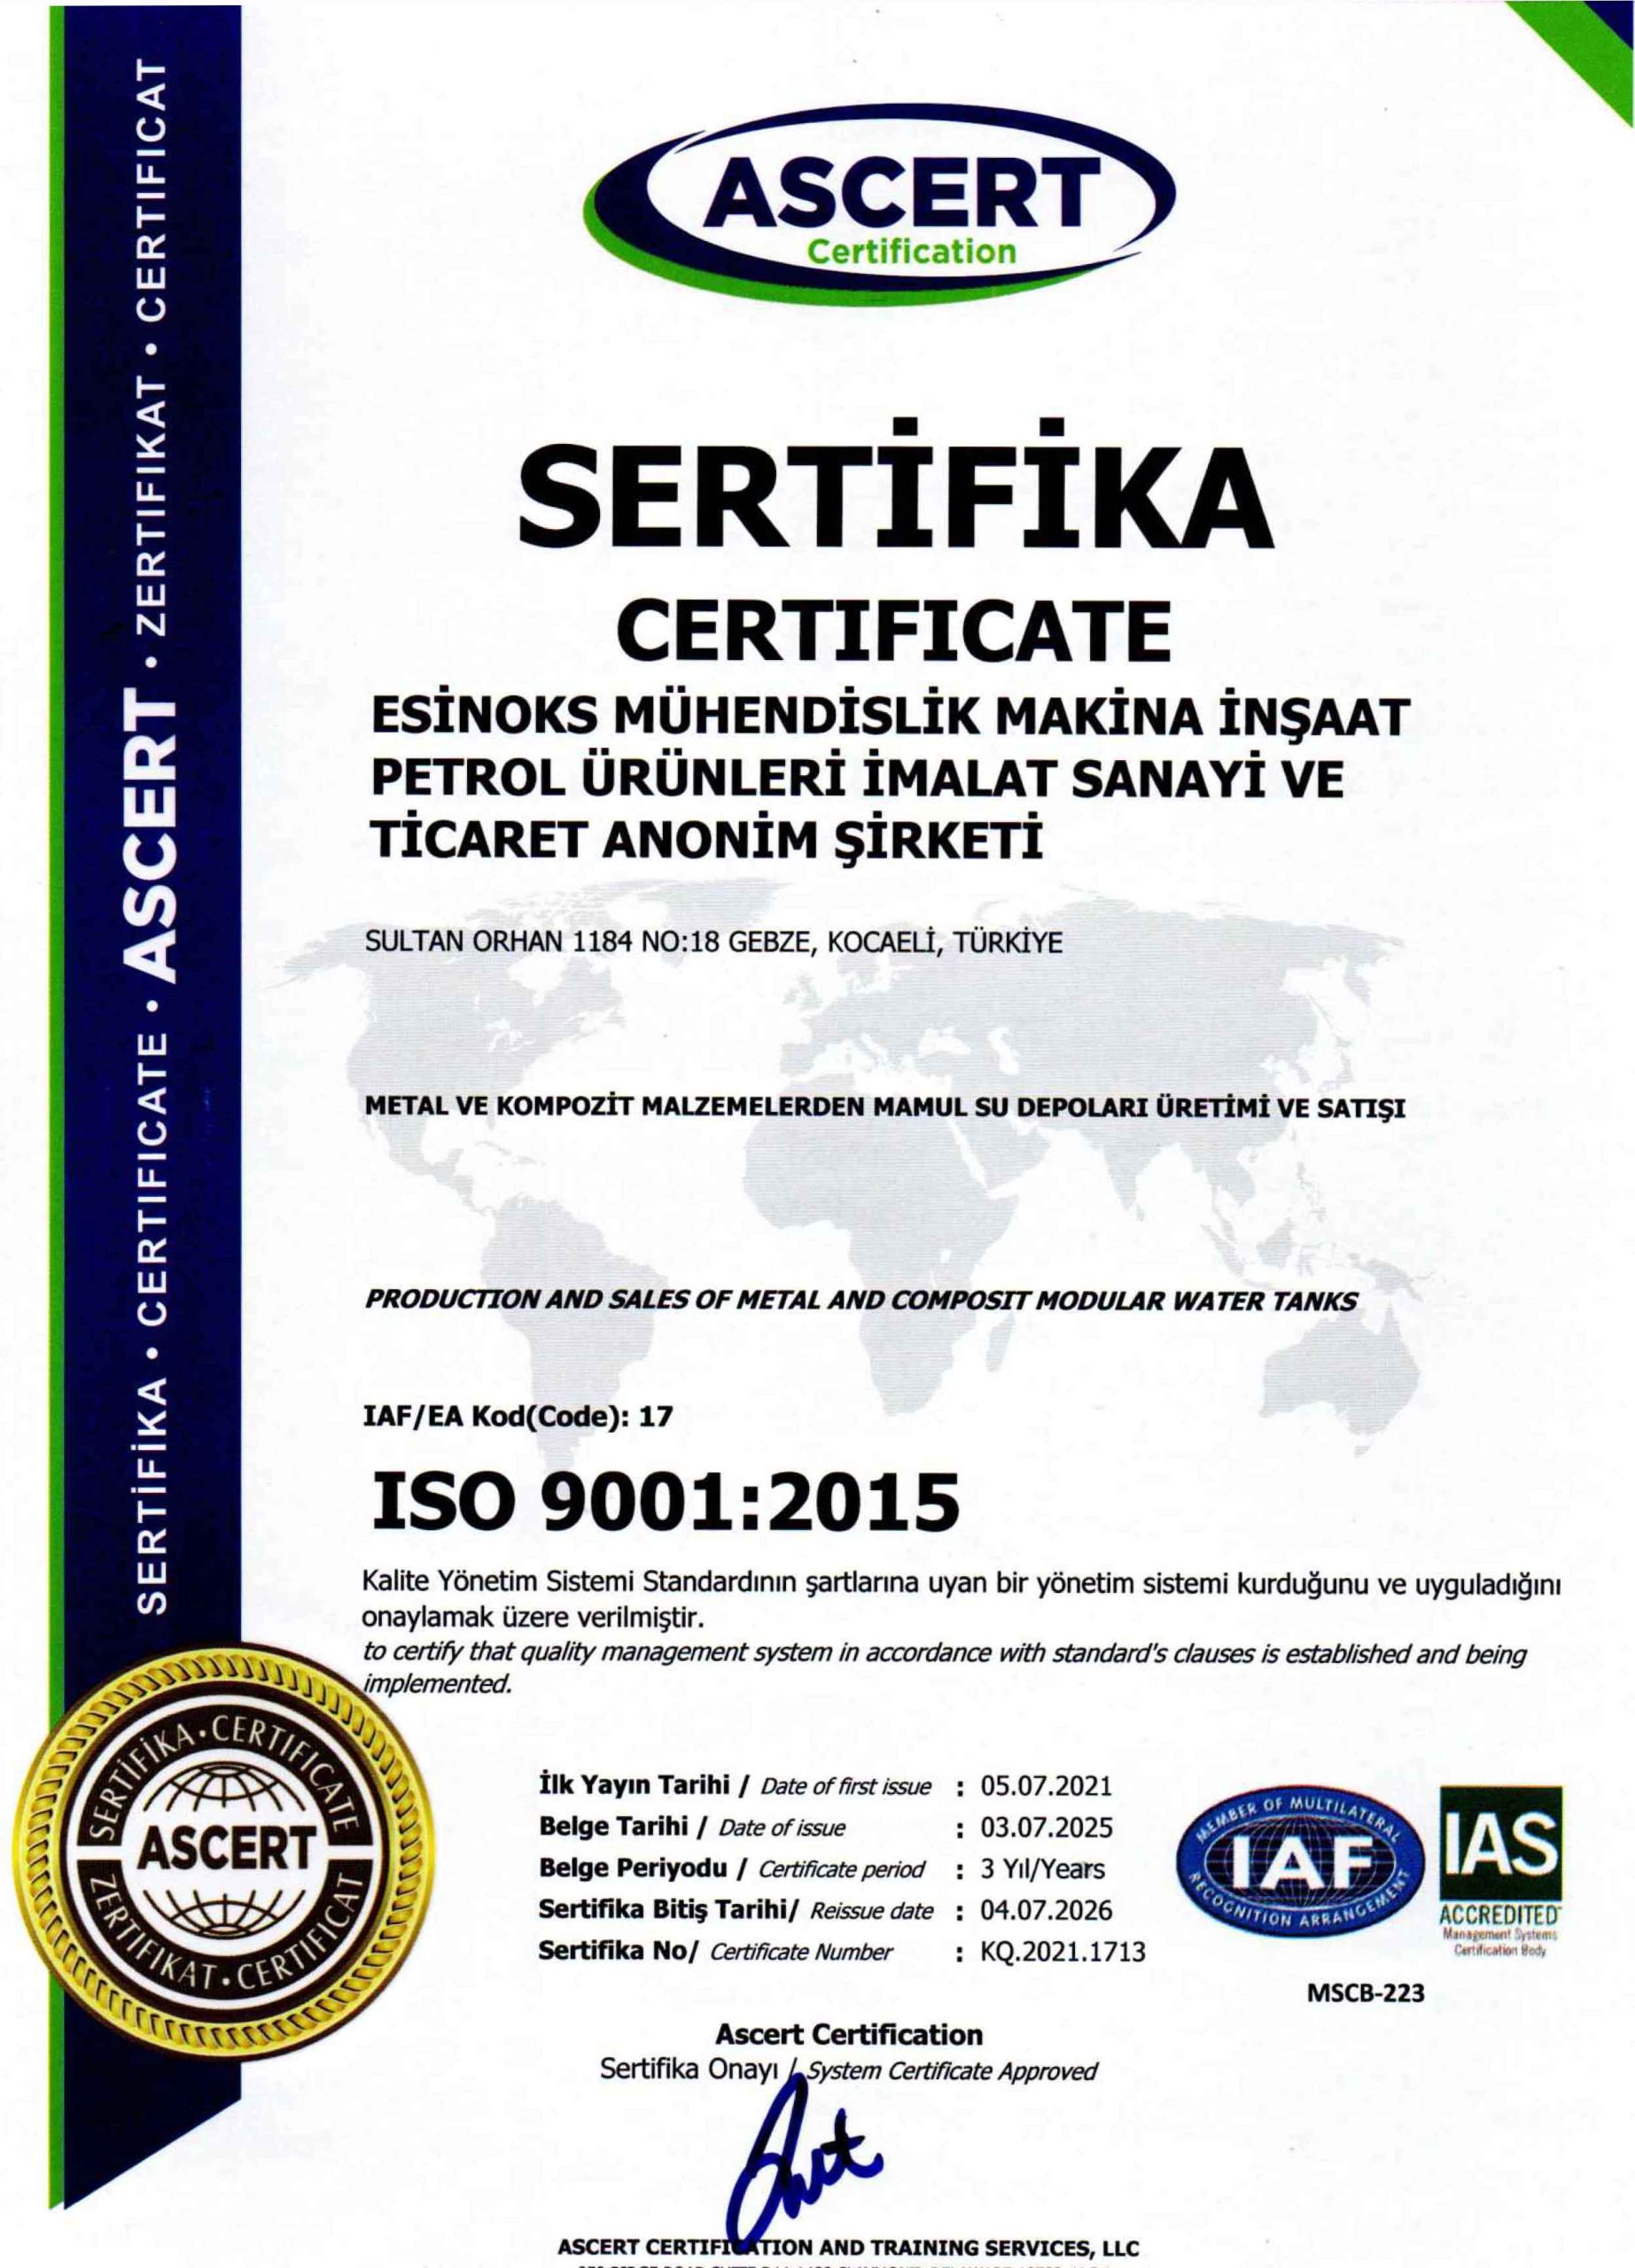 SERTİFİKA • CERTIFICATE • ASCERT • ZERTIFIKAT • CERTIFICAT
ASCERT
Certification
SERTİFİKA
CERTIFICATE
ESİNOKS MÜHENDİSLİK MAKİNA İNŞAAT
PETROL ÜRÜNLERİ İMALAT SANAYİ VE
TİCARET ANONİM ŞİRKETİ
SULTAN ORHAN 1184 NO:18 GEBZE, KOCAELİ, TÜRKİYE
METAL VE KOMPOZİT MALZEMELERDEN MAMUL SU DEPOLARI ÜRETİMİ VE SATIŞI
PRODUCTION AND SALES OF METAL AND COMPOSIT MODULAR WATER TANKS
IAF/EA Kod(Code): 17
ISO 9001:2015
Kalite Yönetim Sistemi Standardının şartlarına uyan bir yönetim sistemi kurduğunu ve uyguladığını
onaylamak üzere verilmiştir.
to certify that quality management system in accordance with standard's clauses is established and being
implemented.
SERTİFİKA • CERTIFICATE
ASCERT
ZERTIFIKAT • CERTIFICAT
İlk Yayın Tarihi / Date of first issue : 05.07.2021
Belge Tarihi / Date of issue : 03.07.2025
Belge Periyodu / Certificate period : 3 Yıl/Years
Sertifika Bitiş Tarihi/ Reissue date : 04.07.2026
Sertifika No/ Certificate Number : KQ.2021.1713
MEMBER OF MULTILATERAL
IAF
RECOGNITION ARRANGEMENT
IAS
ACCREDITED
Management Systems
Certification Body
MSCB-223
Ascert Certification
Sertifika Onayı / System Certificate Approved
ASCERT CERTIFICATION AND TRAINING SERVICES, LLC